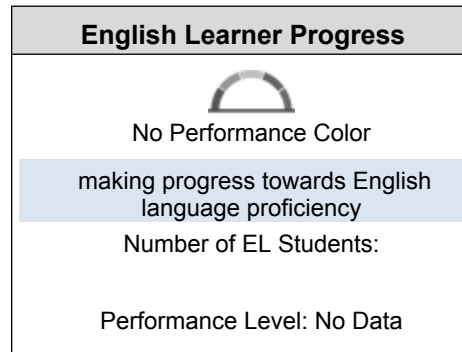 English Learner Progress
No Performance Color
making progress towards English
language proficiency
Number of EL Students:
Performance Level: No Data